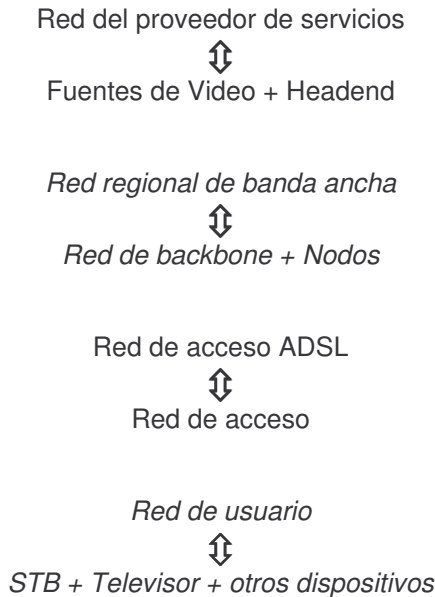 Red del proveedor de servicios
⇕
Fuentes de Video + Headend
Red regional de banda ancha
⇕
Red de backbone + Nodos
Red de acceso ADSL
⇕
Red de acceso
Red de usuario
⇕
STB + Televisor + otros dispositivos